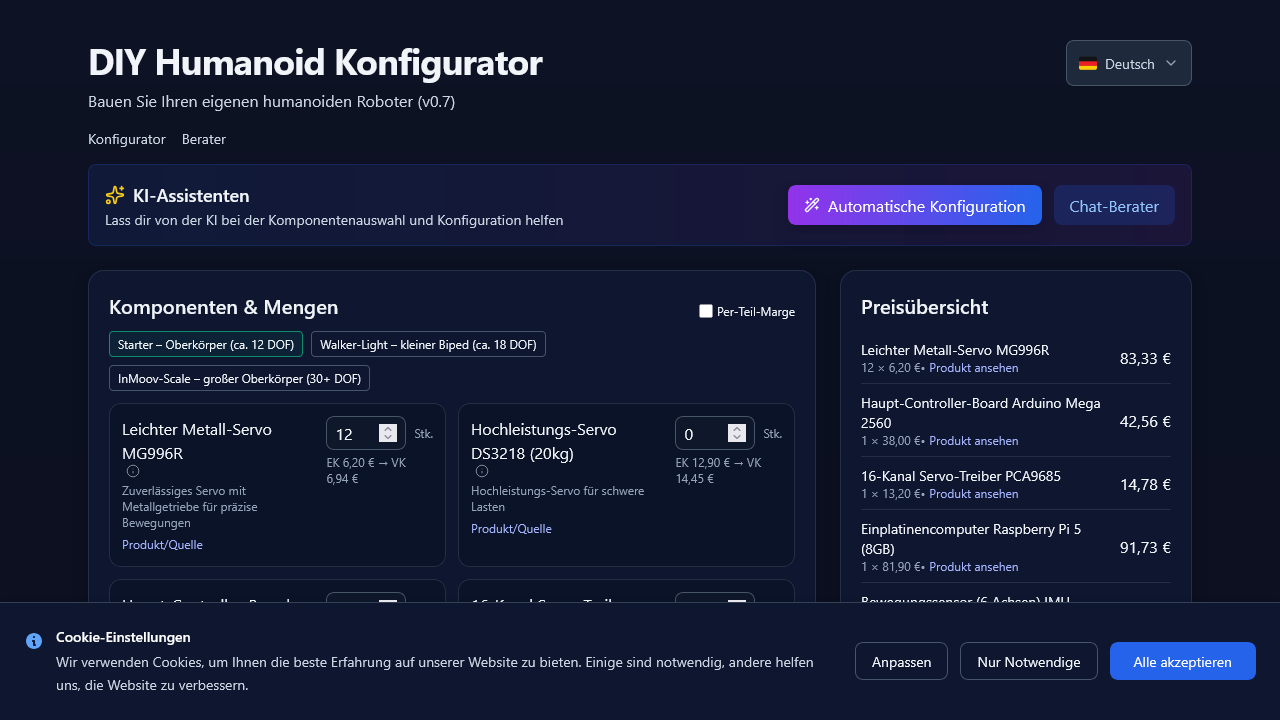 DIY Humanoid Konfigurator
Bauen Sie Ihren eigenen humanoiden Roboter (v0.7)
Deutsch
Konfigurator
Berater
KI-Assistenten
Lass dir von der KI bei der Komponentenauswahl und Konfiguration helfen
Automatische Konfiguration
Chat-Berater
Komponenten & Mengen
Per-Teil-Marge
Starter – Oberkörper (ca. 12 DOF)
Walker-Light – kleiner Biped (ca. 18 DOF)
InMoov-Scale – großer Oberkörper (30+ DOF)
Leichter Metall-Servo
MG996R
Zuverlässiges Servo mit
Metallgetriebe für präzise
Bewegungen
Produkt/Quelle
12
Stk.
EK 6,20 € → VK
6,94 €
Hochleistungs-Servo
DS3218 (20kg)
Hochleistungs-Servo für schwere
Lasten
Produkt/Quelle
0
Stk.
EK 12,90 € → VK
14,45 €
Preisübersicht
Leichter Metall-Servo MG996R
12 × 6,20 €• Produkt ansehen
83,33 €
Haupt-Controller-Board Arduino Mega
2560
1 × 38,00 €• Produkt ansehen
42,56 €
16-Kanal Servo-Treiber PCA9685
1 × 13,20 €• Produkt ansehen
14,78 €
Einplatinencomputer Raspberry Pi 5
(8GB)
1 × 81,90 €• Produkt ansehen
91,73 €
Bewegungssensor (6-Achsen) IMU
Cookie-Einstellungen
Wir verwenden Cookies, um Ihnen die beste Erfahrung auf unserer Website zu bieten. Einige sind notwendig, andere helfen
uns, die Website zu verbessern.
Anpassen
Nur Notwendige
Alle akzeptieren